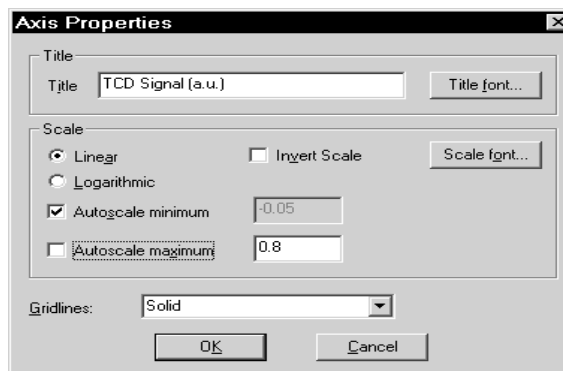 Axis Properties
Title
Title TCD Signal (a.u.) Title font...
Scale
Linear Invert Scale Scale font...
Logarithmic
Autoscale minimum -0.05
Autoscale maximum 0.8
Gridlines: Solid
OK Cancel